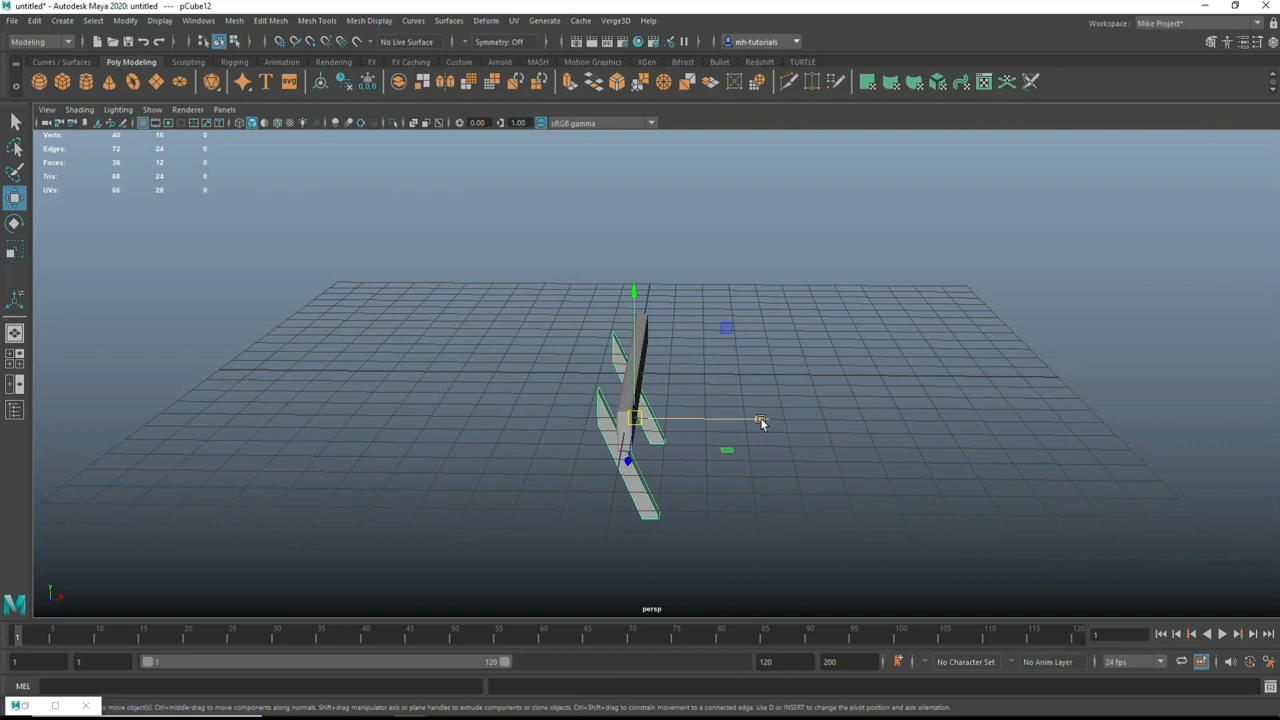 untitled* - Autodesk Maya 2020: untitled --- pCube12
File Edit Create Select Modify Display Windows Mesh Edit Mesh Mesh Tools Mesh Display Curves Surfaces Deform UV Generate Cache Verge3D Help
Workspace : Mike Project*
Modeling No Live Surface Symmetry: Off mh-tutorials
Curves / Surfaces Poly Modeling Sculpting Rigging Animation Rendering FX FX Caching Custom Arnold MASH Motion Graphics XGen Bifrost Bullet Redshift TURTLE
View Shading Lighting Show Renderer Panels
0.00 1.00 sRGB gamma
Verts: 40 16 0
Edges: 72 24 0
Faces: 38 12 0
Tris: 68 24 0
UVs: 66 28 0
persp
5 10 15 20 25 30 35 40 45 50 55 60 65 70 75 80 85 90 95 100 105 110 115 120
1 1
1 1 1 120 120 200 No Character Set No Anim Layer 24 fps
MEL
to move object(s). Ctrl+middle-drag to move components along normals. Shift+drag manipulator axis or plane handles to extrude components or clone objects. Ctrl+Shift+drag to constrain movement to a connected edge. Use D or INSERT to change the pivot position and axis orientation.